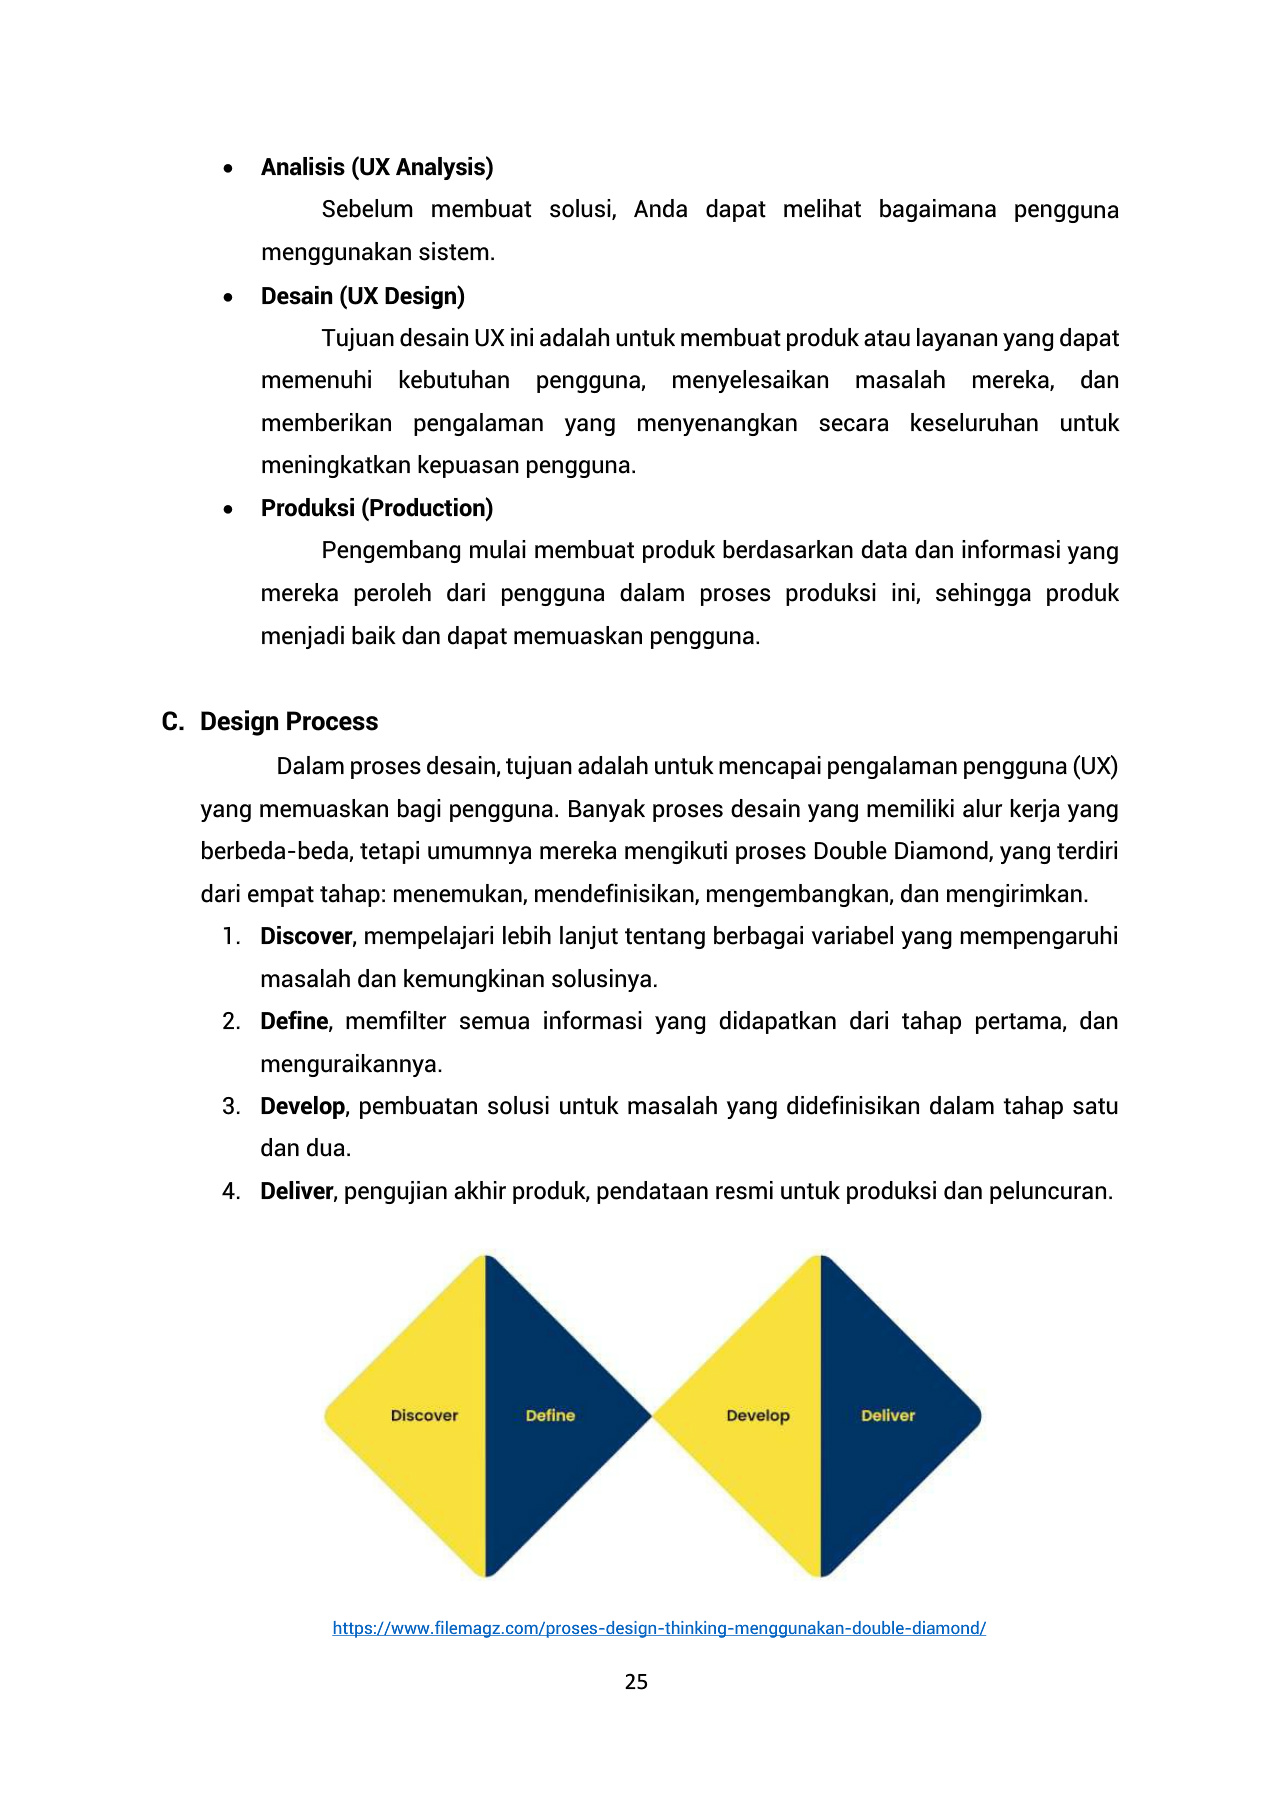 • Analisis (UX Analysis)
Sebelum membuat solusi, Anda dapat melihat bagaimana pengguna
menggunakan sistem.
• Desain (UX Design)
Tujuan desain UX ini adalah untuk membuat produk atau layanan yang dapat
memenuhi kebutuhan pengguna, menyelesaikan masalah mereka, dan
memberikan pengalaman yang menyenangkan secara keseluruhan untuk
meningkatkan kepuasan pengguna.
• Produksi (Production)
Pengembang mulai membuat produk berdasarkan data dan informasi yang
mereka peroleh dari pengguna dalam proses produksi ini, sehingga produk
menjadi baik dan dapat memuaskan pengguna.
C. Design Process
Dalam proses desain, tujuan adalah untuk mencapai pengalaman pengguna (UX)
yang memuaskan bagi pengguna. Banyak proses desain yang memiliki alur kerja yang
berbeda-beda, tetapi umumnya mereka mengikuti proses Double Diamond, yang terdiri
dari empat tahap: menemukan, mendefinisikan, mengembangkan, dan mengirimkan.
1. Discover, mempelajari lebih lanjut tentang berbagai variabel yang mempengaruhi
masalah dan kemungkinan solusinya.
2. Define, memfilter semua informasi yang didapatkan dari tahap pertama, dan
menguraikannya.
3. Develop, pembuatan solusi untuk masalah yang didefinisikan dalam tahap satu
dan dua.
4. Deliver, pengujian akhir produk, pendataan resmi untuk produksi dan peluncuran.
Discover Define Develop Deliver
https://www.filemagz.com/proses-design-thinking-menggunakan-double-diamond/
25